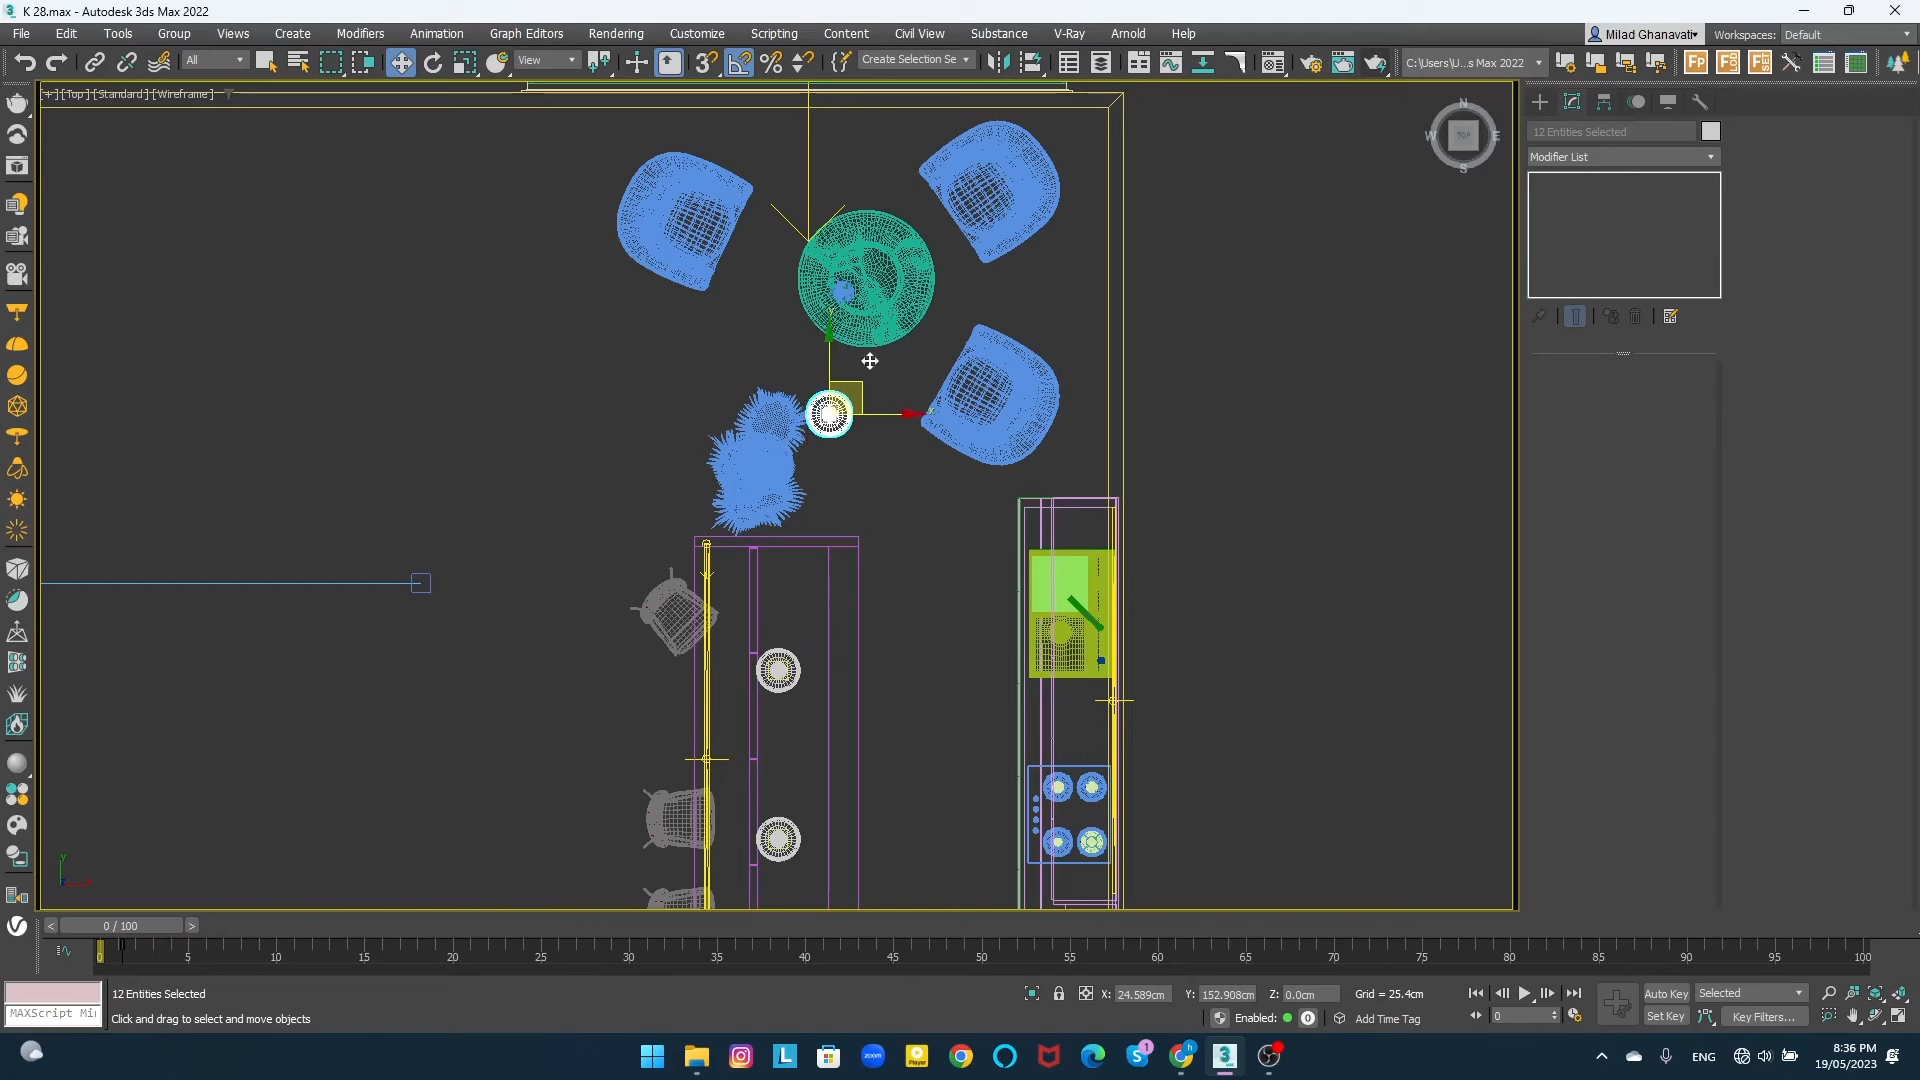 K 28.max - Autodesk 3ds Max 2022
File Edit Tools Group Views Create Modifiers Animation Graph Editors Rendering Customize Scripting Content Civil View Substance V-Ray Arnold Help
Milad Ghanavati Workspaces: Default
All View Create Selection Se C:\Users\U...s Max 2022
[+] [Top] [Standard] [Wireframe]
N
W TOP E
S
12 Entities Selected
Modifier List
y
x
y
0 / 100
0 5 10 15 20 25 30 35 40 45 50 55 60 65 70 75 80 85 90 95 100
12 Entities Selected
X: 24.589cm Y: 152.908cm Z: 0.0cm Grid = 25.4cm
Auto Key Selected
MAXScript Mi
Click and drag to select and move objects
Enabled: 0 Add Time Tag
0
Set Key Key Filters...
zoom
Player
ENG
8:36 PM
19/05/2023